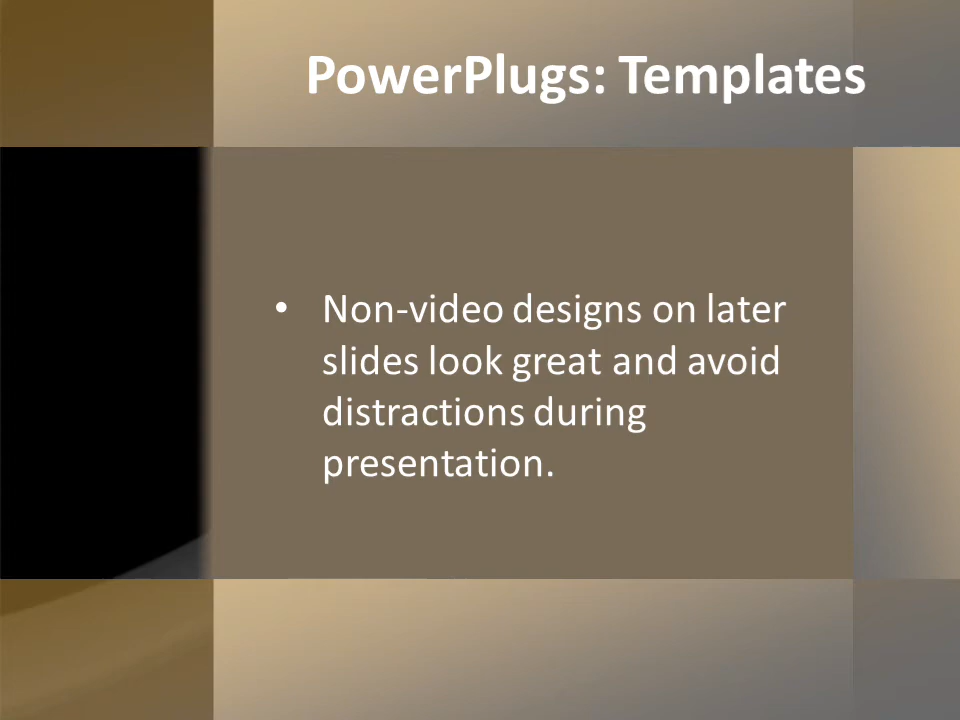 PowerPlugs: Templates
• Non-video designs on later
slides look great and avoid
distractions during
presentation.